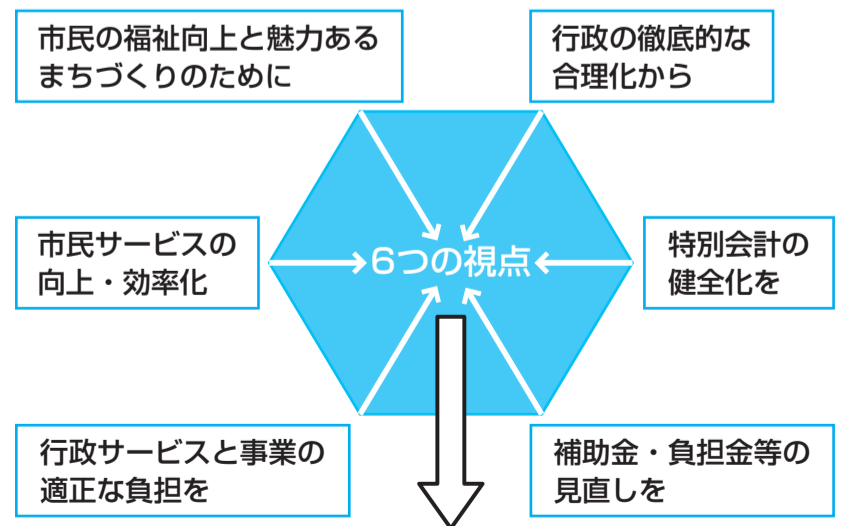 市民の福祉向上と魅力ある
まちづくりのために
行政の徹底的な
合理化から
市民サービスの
向上・効率化
6つの視点
特別会計の
健全化を
行政サービスと事業の
適正な負担を
補助金・負担金等の
見直しを